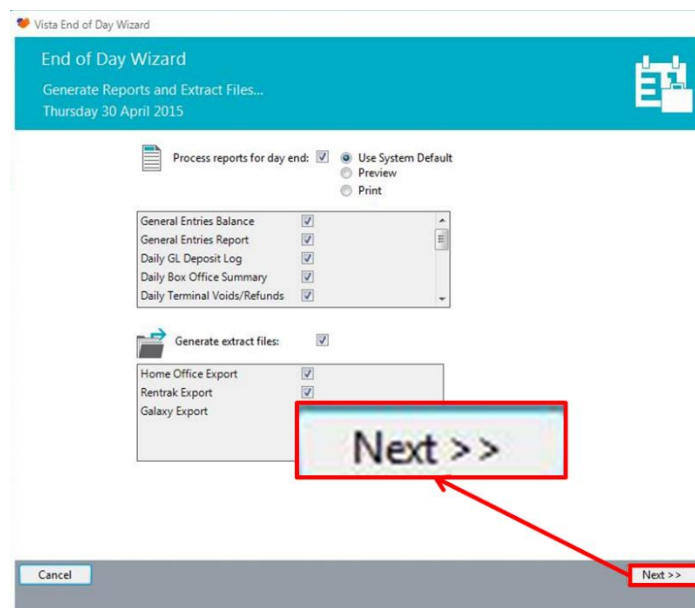 Vista End of Day Wizard
End of Day Wizard
Generate Reports and Extract Files...
Thursday 30 April 2015
Process reports for day end:
Use System Default
Preview
Print
General Entries Balance
General Entries Report
Daily GL Deposit Log
Daily Box Office Summary
Daily Terminal Voids/Refunds
Generate extract files:
Home Office Export
Rentrak Export
Galaxy Export
Next >>
Cancel
Next >>